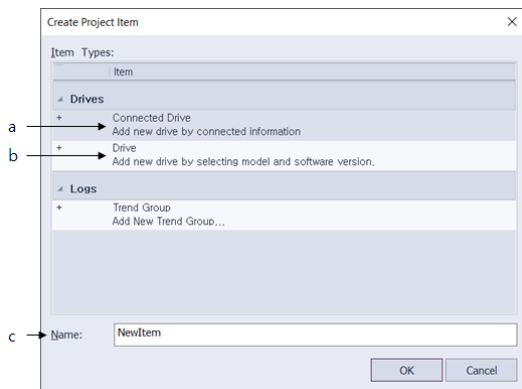 Create Project Item
Item Types:
Item
Drives
a
+ Connected Drive
Add new drive by connected information
b
+ Drive
Add new drive by selecting model and software version.
Logs
+ Trend Group
Add New Trend Group...
c
Name: NewItem
OK Cancel